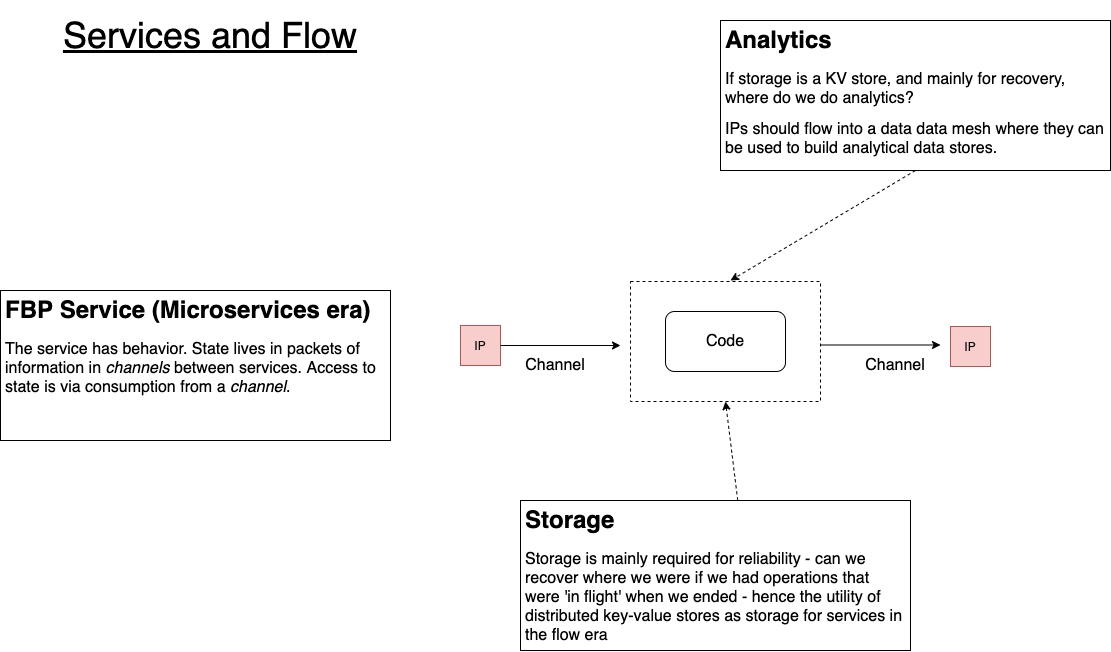 Services and Flow
Analytics
If storage is a KV store, and mainly for recovery,
where do we do analytics?
IPs should flow into a data data mesh where they can
be used to build analytical data stores.
FBP Service (Microservices era)
The service has behavior. State lives in packets of
information in channels between services. Access to
state is via consumption from a channel.
IP
Channel
Code
Channel
IP
Storage
Storage is mainly required for reliability - can we
recover where we were if we had operations that
were 'in flight' when we ended - hence the utility of
distributed key-value stores as storage for services in
the flow era